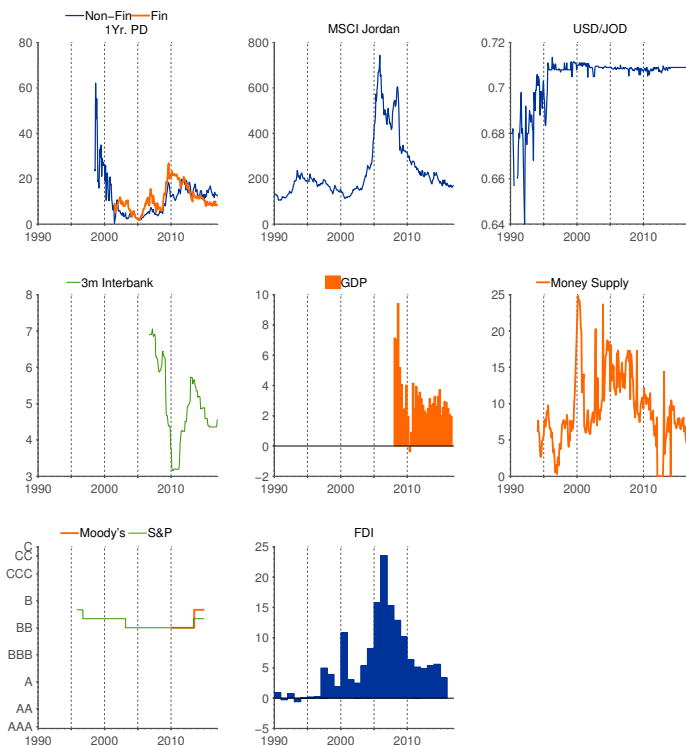 Non−Fin Fin
1Yr. PD
80
60
40
20
0
1990 2000 2010
MSCI Jordan
800
600
400
200
0
1990 2000 2010
USD/JOD
0.72
0.7
0.68
0.66
0.64
1990 2000 2010
3m Interbank
8
7
6
5
4
3
1990 2000 2010
GDP
10
8
6
4
2
0
−2
1990 2000 2010
Money Supply
25
20
15
10
5
0
1990 2000 2010
Moody's S&P
C
CC
CCC
B
BB
BBB
A
AA
AAA
1990 2000 2010
FDI
25
20
15
10
5
0
−5
1990 2000 2010